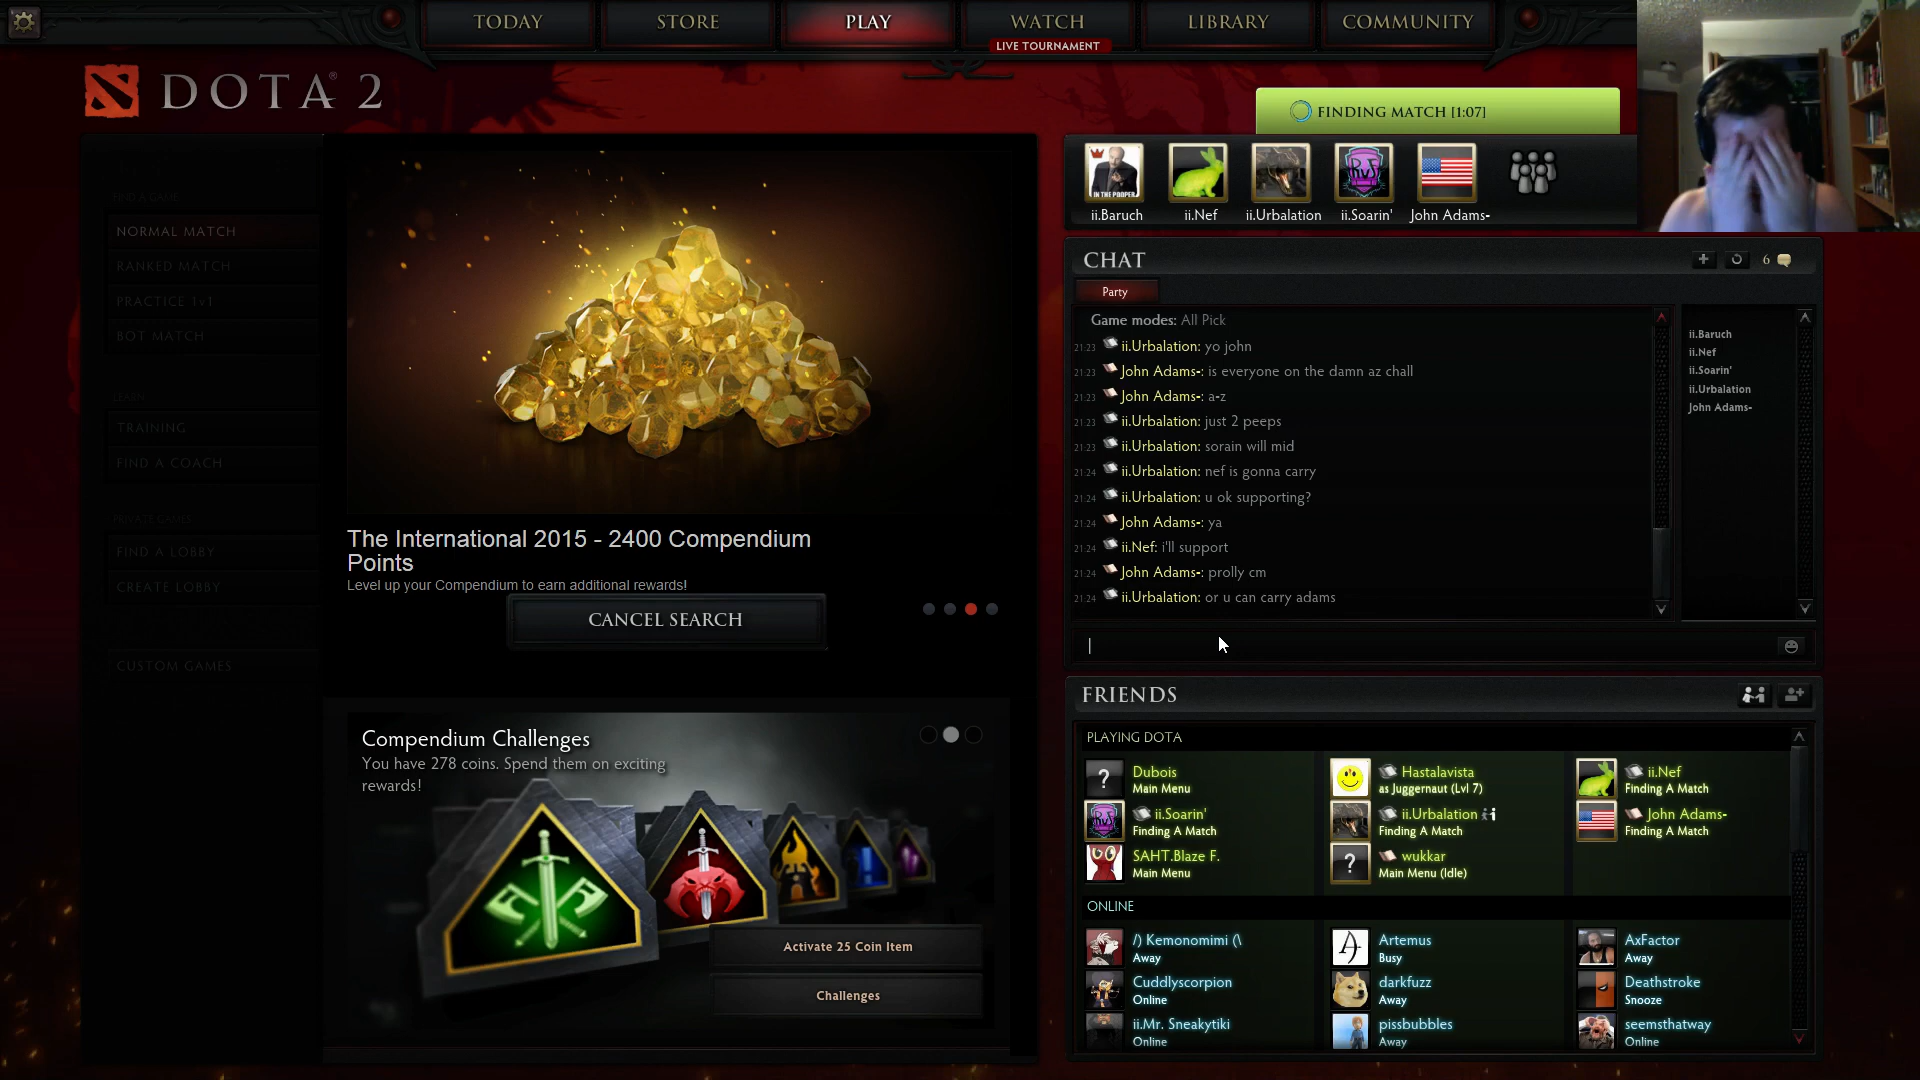 TODAY
STORE
PLAY
WATCH
LIVE TOURNAMENT
LIBRARY
COMMUNITY
DOTA® 2
FINDING MATCH [1:07]
IN THE POOPER
ii.Baruch
ii.Nef
ii.Urbalation
ii.Soarin'
John Adams-
FIND A GAME
NORMAL MATCH
RANKED MATCH
PRACTICE 1v1
BOT MATCH
LEARN
TRAINING
FIND A COACH
PRIVATE GAMES
FIND A LOBBY
CREATE LOBBY
CUSTOM GAMES
The International 2015 - 2400 Compendium
Points
Level up your Compendium to earn additional rewards!
CANCEL SEARCH
Compendium Challenges
You have 278 coins. Spend them on exciting
rewards!
Activate 25 Coin Item
Challenges
CHAT
6
Party
Game modes: All Pick
21:23 ii.Urbalation: yo john
21:23 John Adams-: is everyone on the damn az chall
21:23 John Adams-: a-z
21:23 ii.Urbalation: just 2 peeps
21:23 ii.Urbalation: sorain will mid
21:24 ii.Urbalation: nef is gonna carry
21:24 ii.Urbalation: u ok supporting?
21:24 John Adams-: ya
21:24 ii.Nef: i'll support
21:24 John Adams-: prolly cm
21:24 ii.Urbalation: or u can carry adams
ii.Baruch
ii.Nef
ii.Soarin'
ii.Urbalation
John Adams-
FRIENDS
PLAYING DOTA
Dubois
Main Menu
Hastalavista
as Juggernaut (Lvl 7)
ii.Nef
Finding A Match
ii.Soarin'
Finding A Match
ii.Urbalation
Finding A Match
John Adams-
Finding A Match
SAHT.Blaze F.
Main Menu
wukkar
Main Menu (Idle)
ONLINE
/) Kemonomimi (\
Away
Artemus
Busy
AxFactor
Away
Cuddlyscorpion
Online
darkfuzz
Away
Deathstroke
Snooze
ii.Mr. Sneakytiki
Online
pissbubbles
Away
seemsthatway
Online